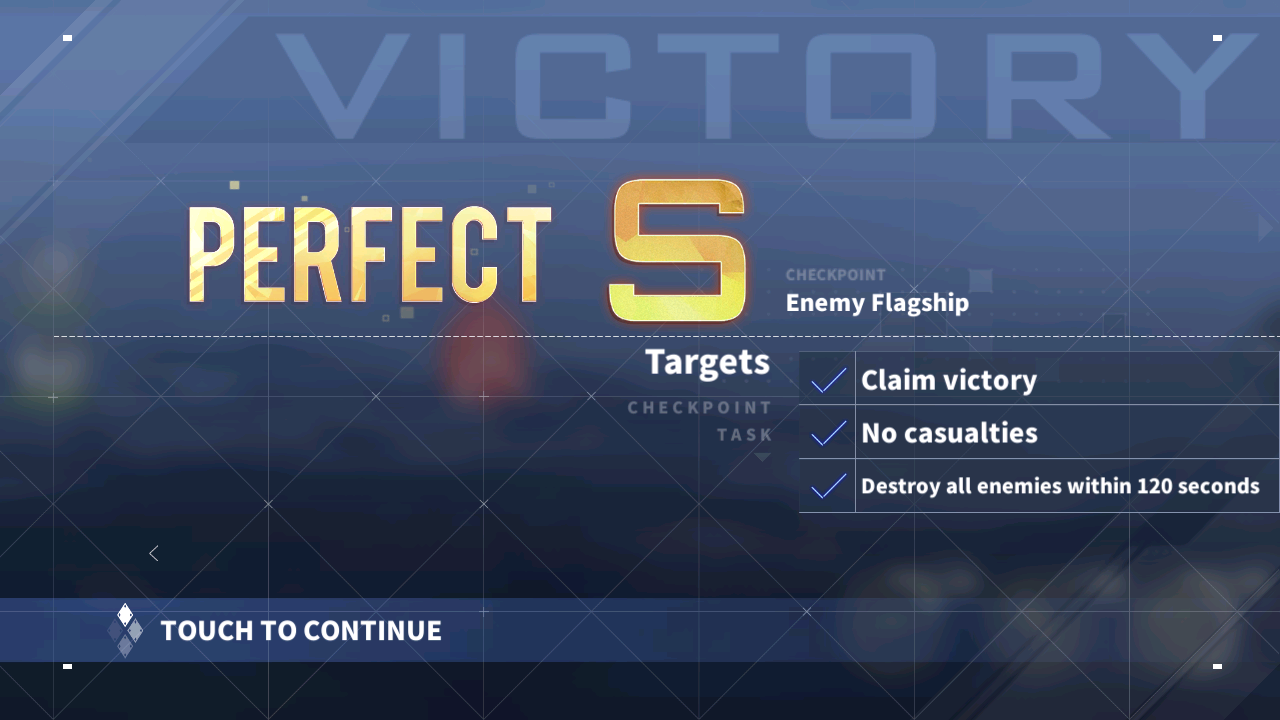 VICTORY
PERFECT S
CHECKPOINT
Enemy Flagship
Targets
CHECKPOINT
TASK
Claim victory
No casualties
Destroy all enemies within 120 seconds
TOUCH TO CONTINUE